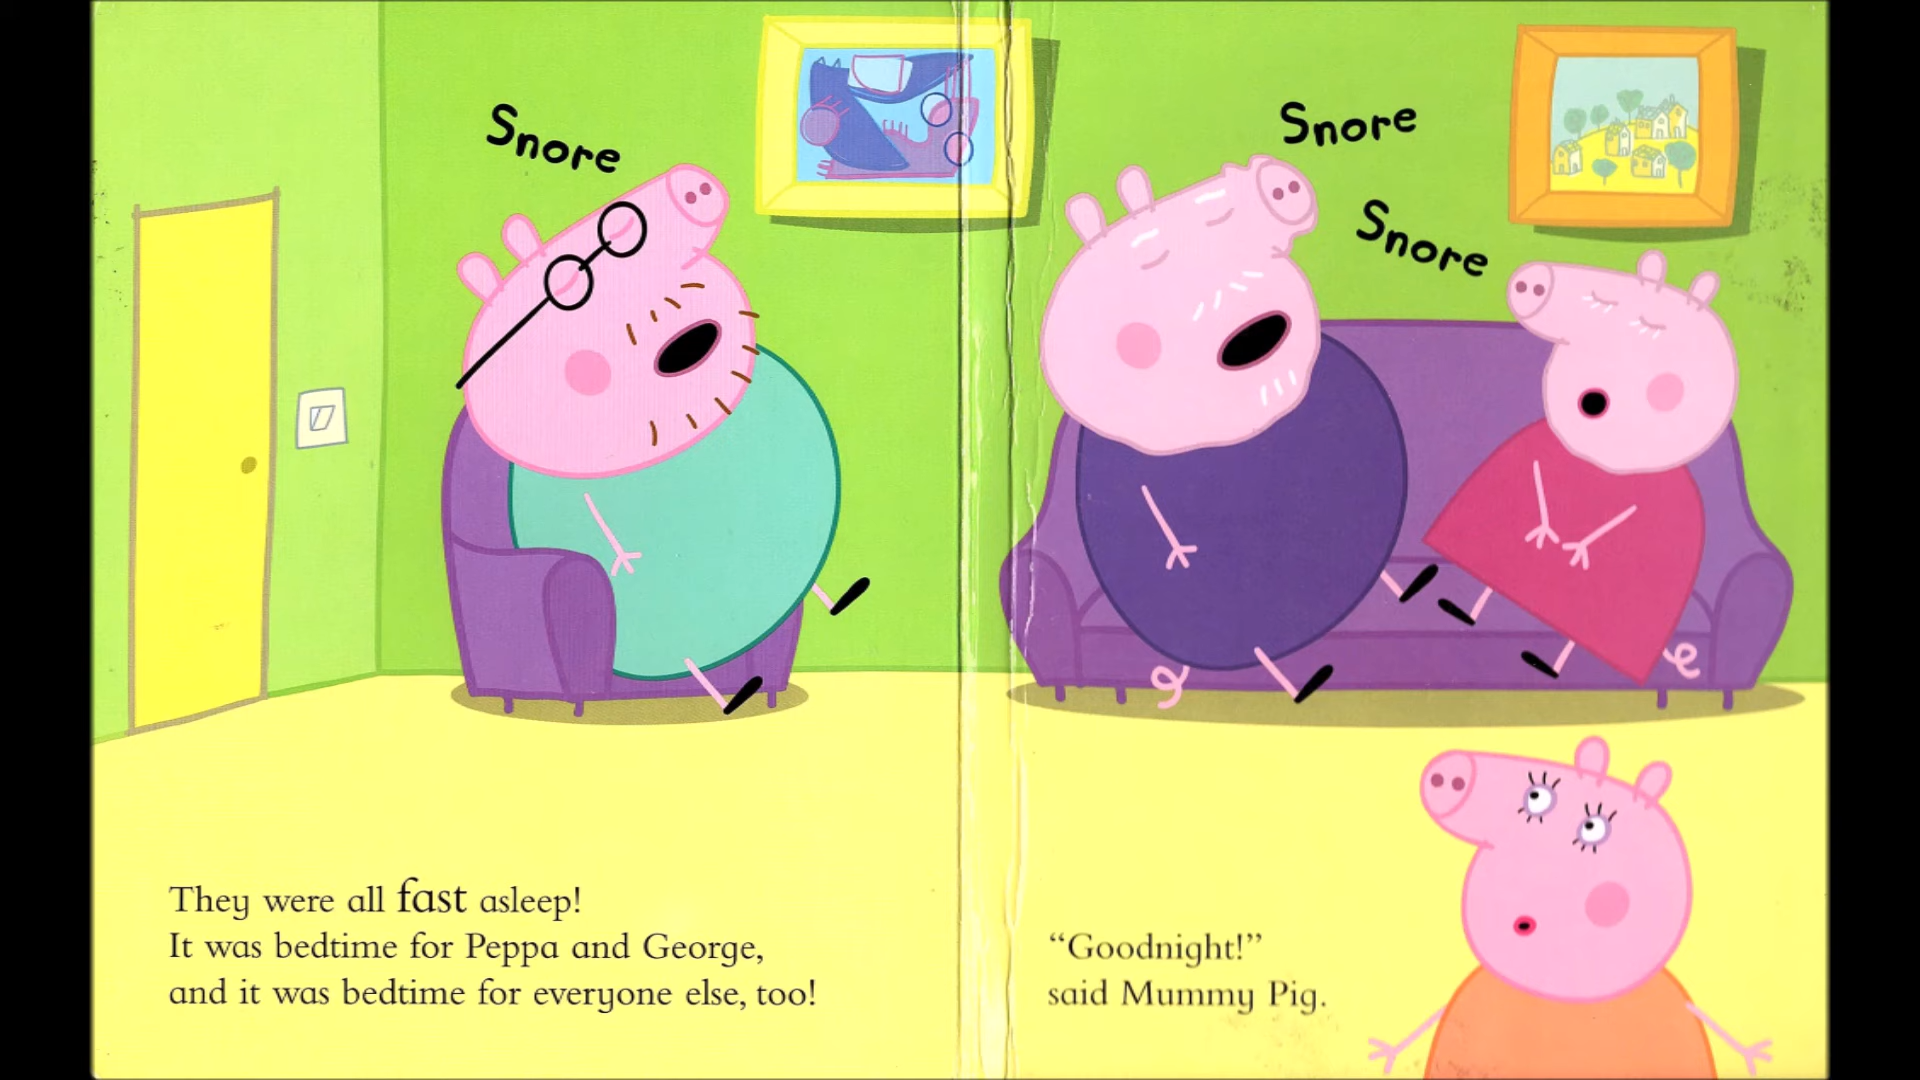 Snore
Snore
Snore
They were all fast asleep!
It was bedtime for Peppa and George,
and it was bedtime for everyone else, too!
“Goodnight!”
said Mummy Pig.